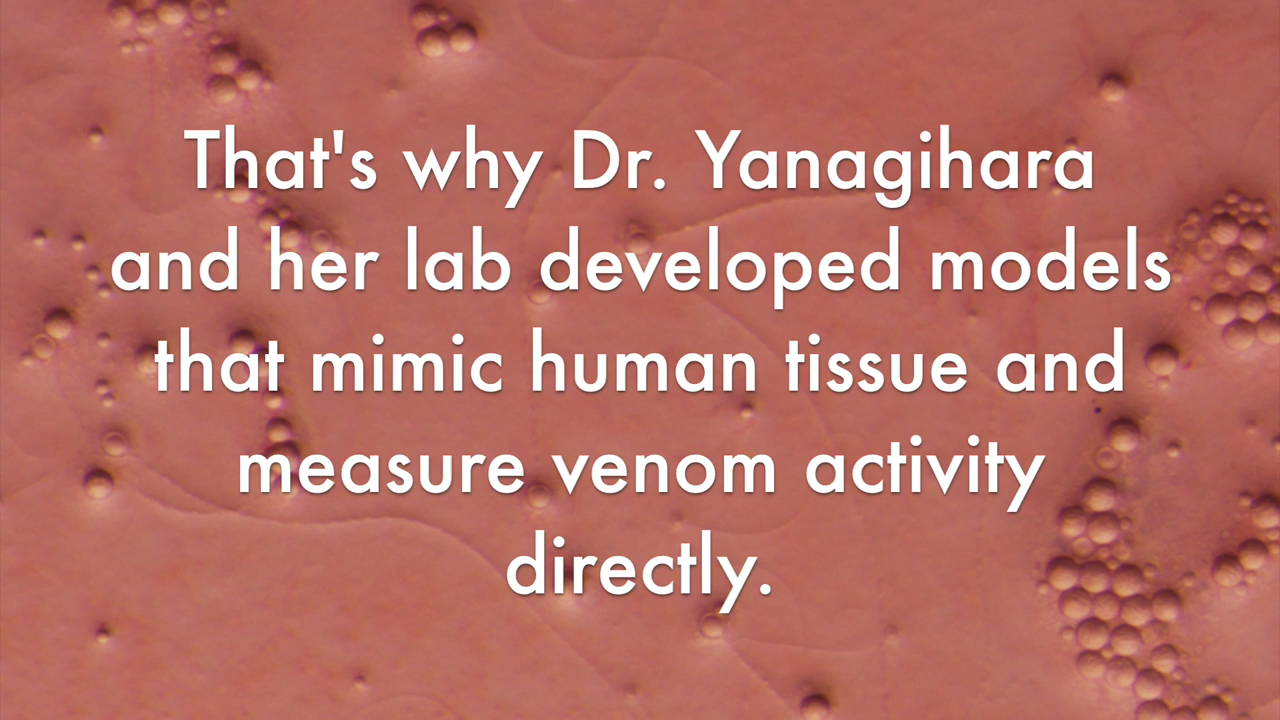 That's why Dr. Yanagihara
and her lab developed models
that mimic human tissue and
measure venom activity
directly.